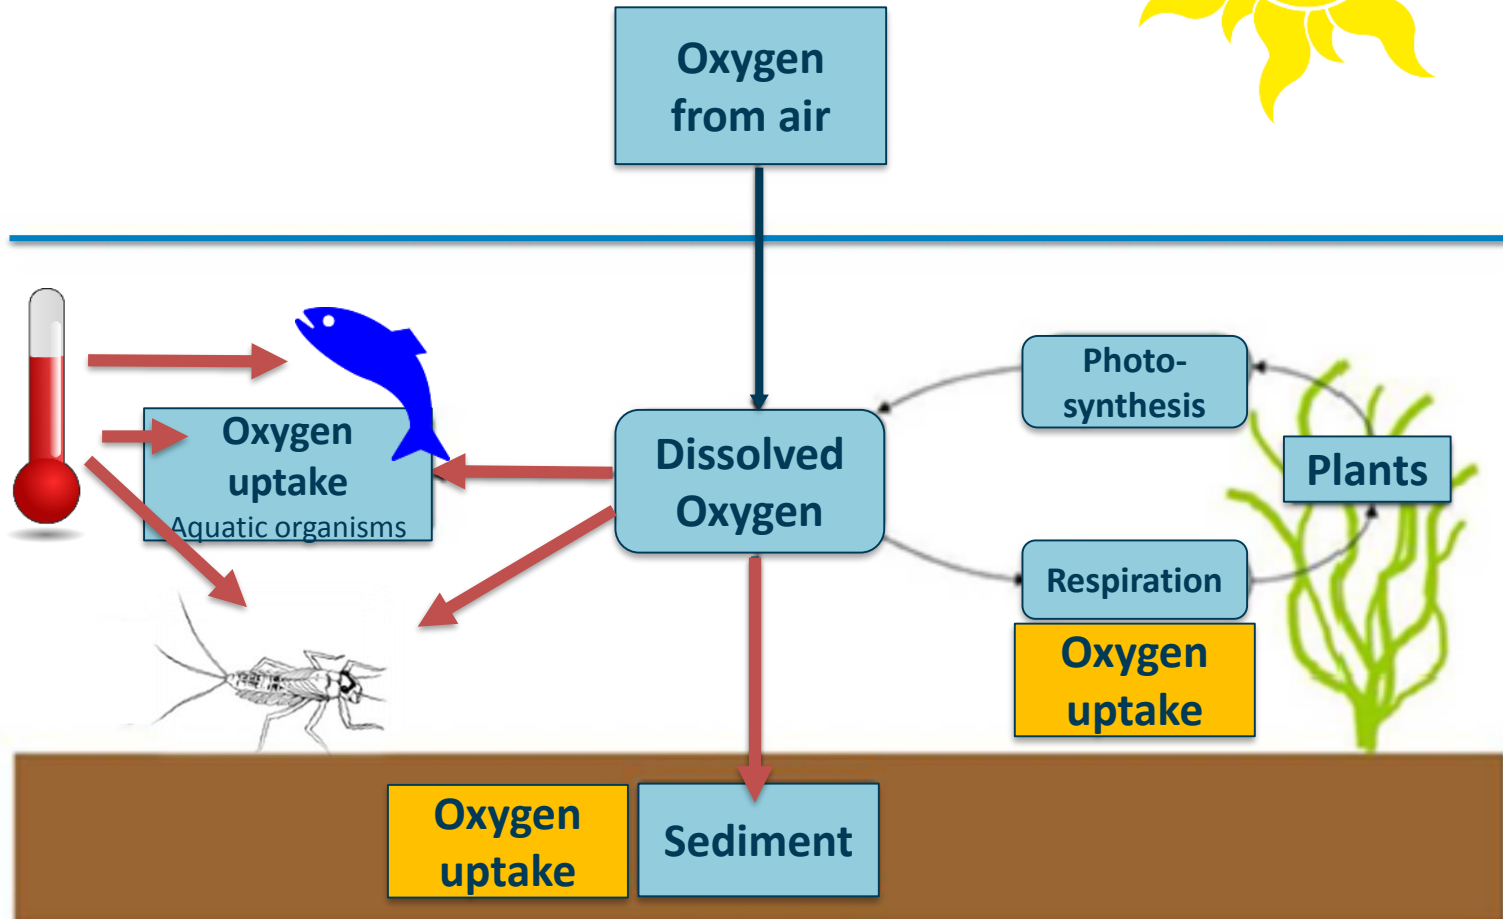 Oxygen
from air
Oxygen
uptake
Aquatic organisms
Dissolved
Oxygen
Photo-
synthesis
Plants
Respiration
Oxygen
uptake
Oxygen
uptake
Sediment